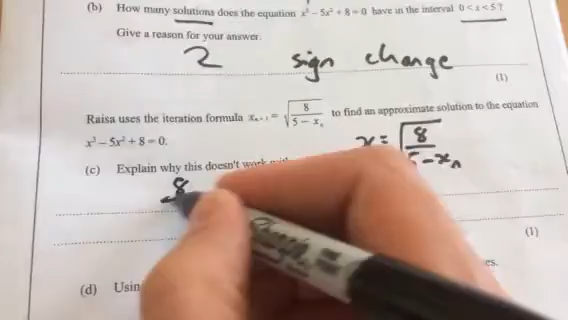 (b) How many solutions does the equation x³ – 5x² + 8 = 0 have in the interval 0 < x < 5 ?
Give a reason for your answer.
2 sign change
(1)
Raisa uses the iteration formula xₙ₊₁ = √(8/(5 – xₙ)) to find an approximate solution to the equation
x³ – 5x² + 8 = 0.
x = √(8/(5 – xₙ))
(c) Explain why this doesn't work
8
(1)
(d) Usin
es.